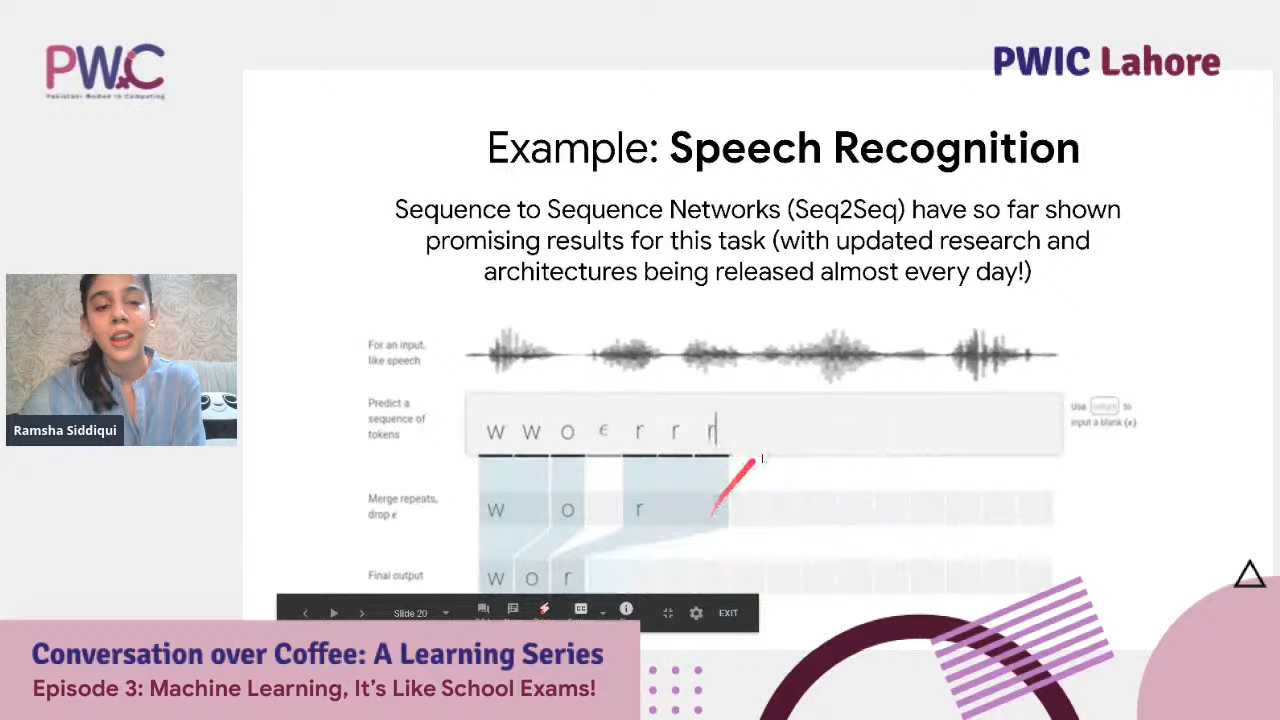 PWiC
Pakistani Women in Computing
PWIC Lahore
Example: Speech Recognition
Sequence to Sequence Networks (Seq2Seq) have so far shown
promising results for this task (with updated research and
architectures being released almost every day!)
For an input,
like speech
Predict a
sequence of
tokens
w w o ϵ r r r
Use return to
input a blank (ϵ)
Merge repeats,
drop ϵ
w o r
Final output
w o r
Ramsha Siddiqui
Slide 20
CC
EXIT
Conversation over Coffee: A Learning Series
Episode 3: Machine Learning, It’s Like School Exams!